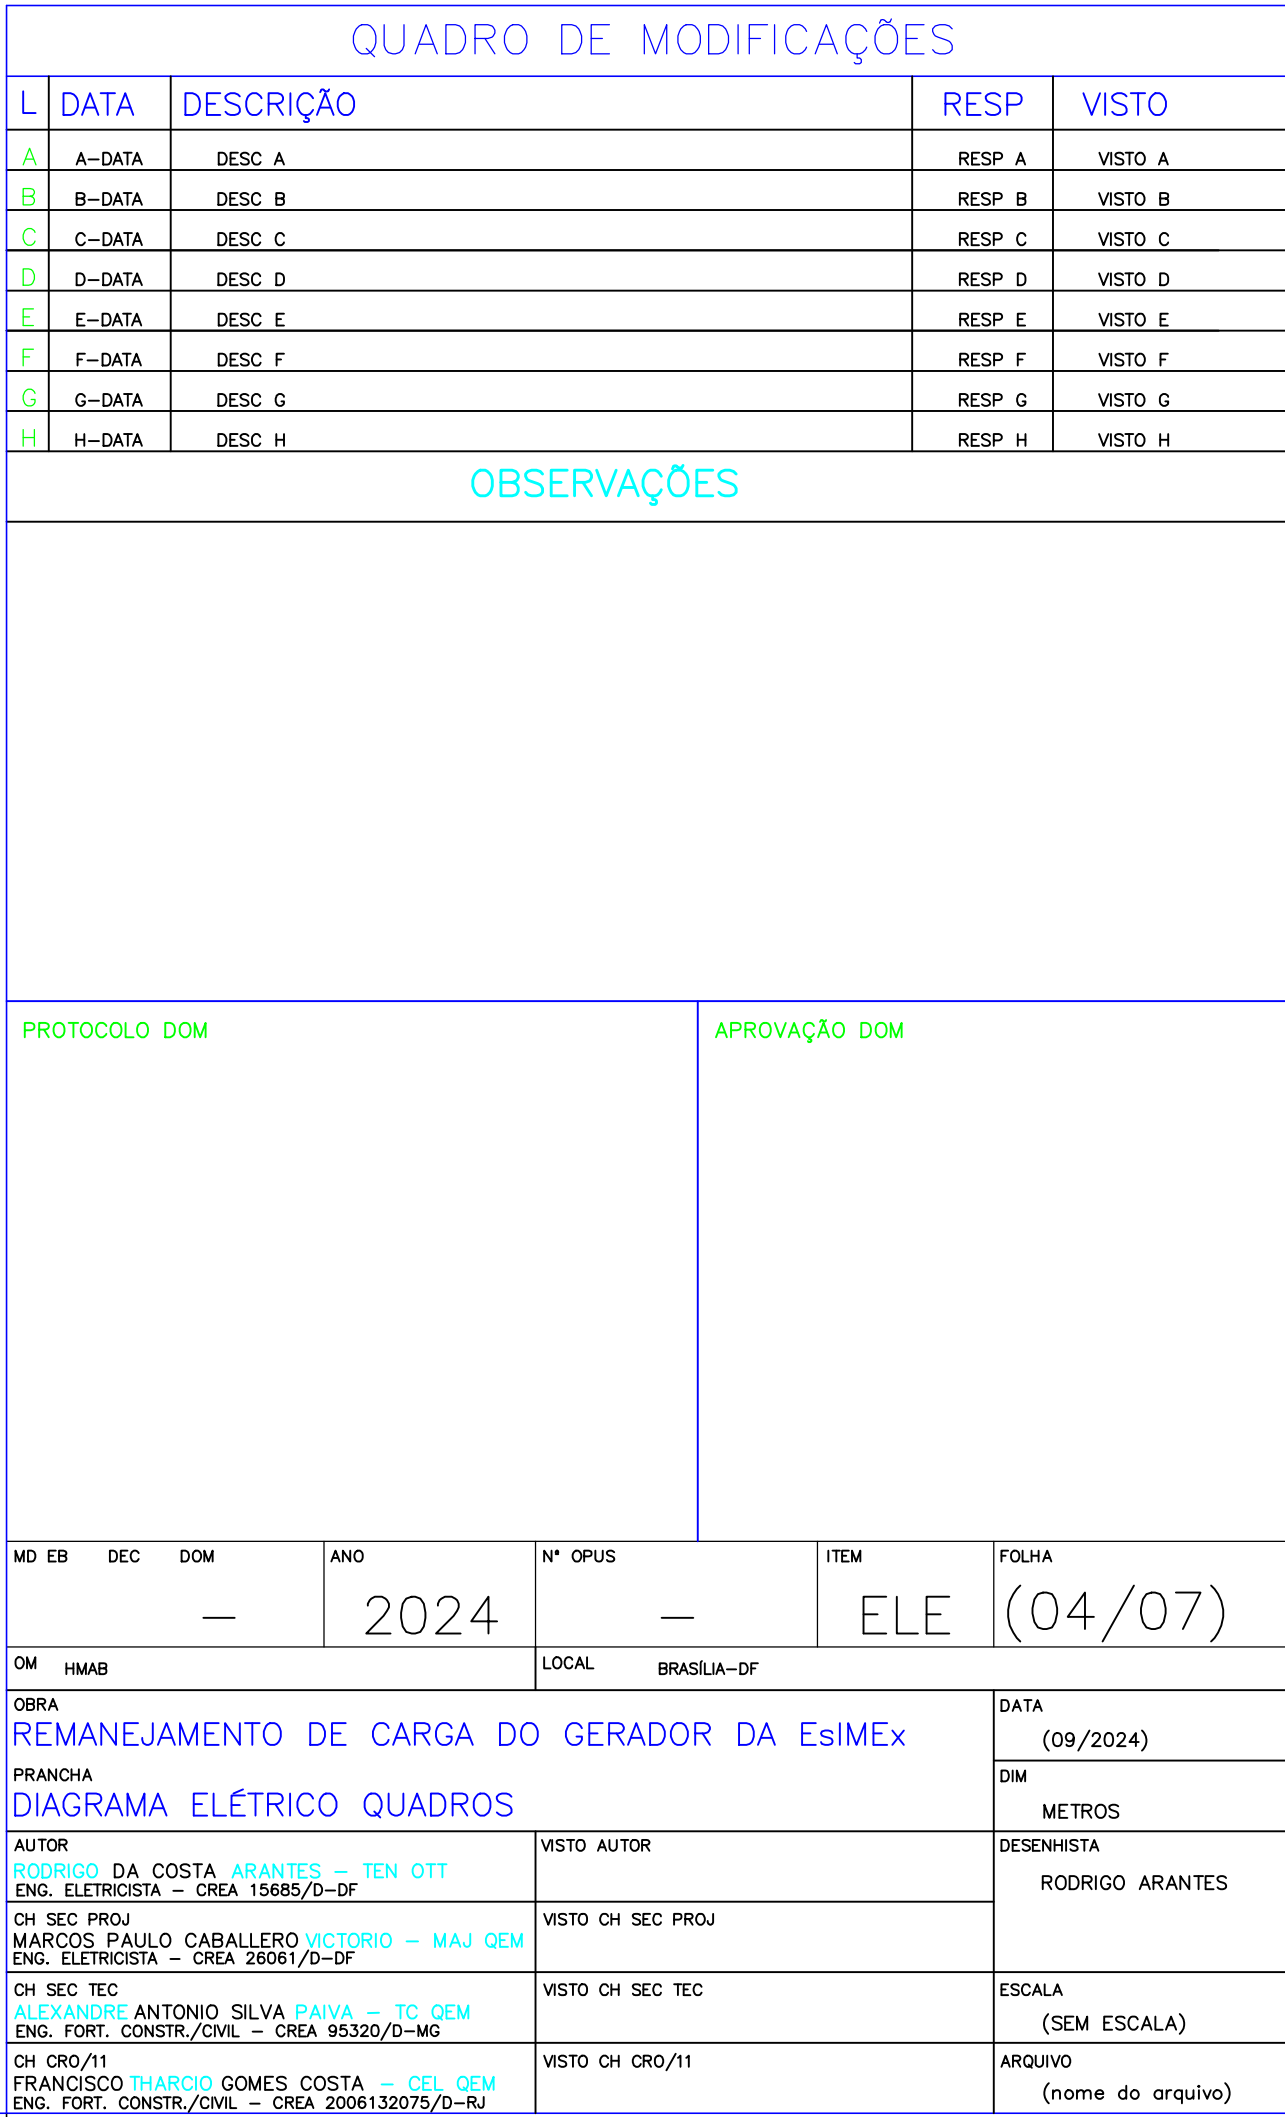 QUADRO DE MODIFICAÇÕES
L DATA DESCRIÇÃO RESP VISTO
A A-DATA DESC A RESP A VISTO A
B B-DATA DESC B RESP B VISTO B
C C-DATA DESC C RESP C VISTO C
D D-DATA DESC D RESP D VISTO D
E E-DATA DESC E RESP E VISTO E
F F-DATA DESC F RESP F VISTO F
G G-DATA DESC G RESP G VISTO G
H H-DATA DESC H RESP H VISTO H
OBSERVAÇÕES
PROTOCOLO DOM APROVAÇÃO DOM
MD EB DEC DOM ANO Nº OPUS ITEM FOLHA
- 2024 - ELE (04/07)
OM HMAB LOCAL BRASÍLIA-DF
OBRA
REMANEJAMENTO DE CARGA DO GERADOR DA EsIMEx
DATA
(09/2024)
PRANCHA
DIAGRAMA ELÉTRICO QUADROS
DIM
METROS
AUTOR
RODRIGO DA COSTA ARANTES - TEN OTT
ENG. ELETRICISTA - CREA 15685/D-DF
VISTO AUTOR
DESENHISTA
RODRIGO ARANTES
CH SEC PROJ
MARCOS PAULO CABALLERO VICTORIO - MAJ QEM
ENG. ELETRICISTA - CREA 26061/D-DF
VISTO CH SEC PROJ
CH SEC TEC
ALEXANDRE ANTONIO SILVA PAIVA - TC QEM
ENG. FORT. CONSTR./CIVIL - CREA 95320/D-MG
VISTO CH SEC TEC
ESCALA
(SEM ESCALA)
CH CRO/11
FRANCISCO THARCIO GOMES COSTA - CEL QEM
ENG. FORT. CONSTR./CIVIL - CREA 2006132075/D-RJ
VISTO CH CRO/11
ARQUIVO
(nome do arquivo)